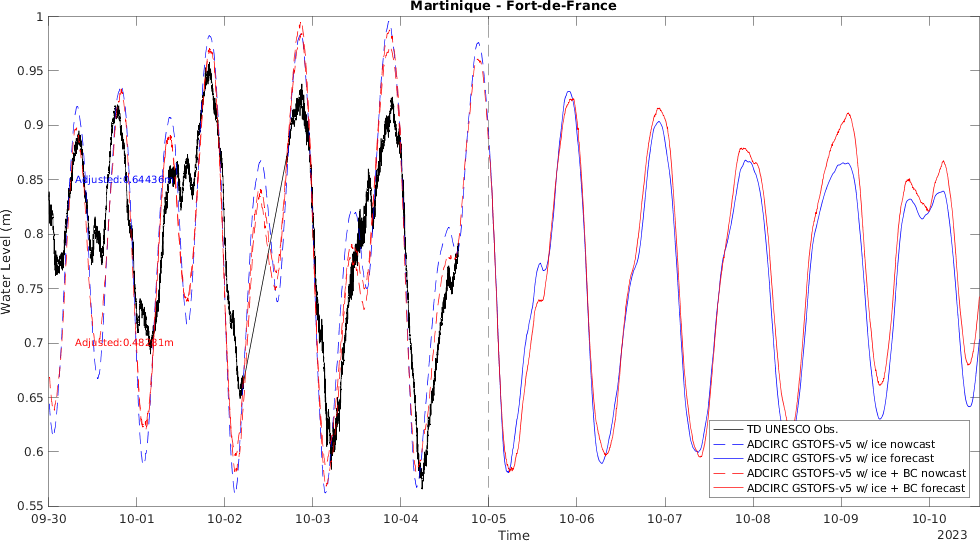 Martinique - Fort-de-France
1
0.95
0.9
0.85
0.8
0.75
0.7
0.65
0.6
0.55
Water Level (m)
Adjusted:0.64436m
Adjusted:0.48231m
TD UNESCO Obs.
ADCIRC GSTOFS-v5 w/ ice nowcast
ADCIRC GSTOFS-v5 w/ ice forecast
ADCIRC GSTOFS-v5 w/ ice + BC nowcast
ADCIRC GSTOFS-v5 w/ ice + BC forecast
09-30 10-01 10-02 10-03 10-04 10-05 10-06 10-07 10-08 10-09 10-10
Time
2023